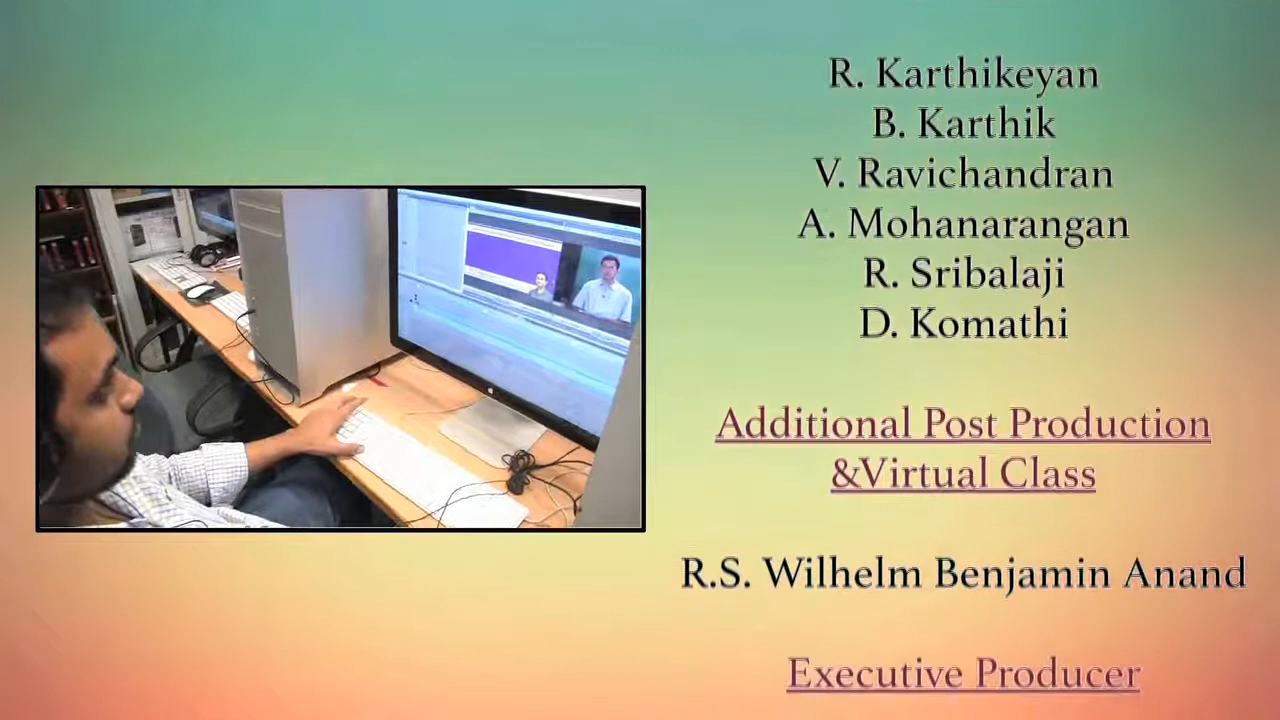 R. Karthikeyan
B. Karthik
V. Ravichandran
A. Mohanarangan
R. Sribalaji
D. Komathi
Additional Post Production
&Virtual Class
R.S. Wilhelm Benjamin Anand
Executive Producer